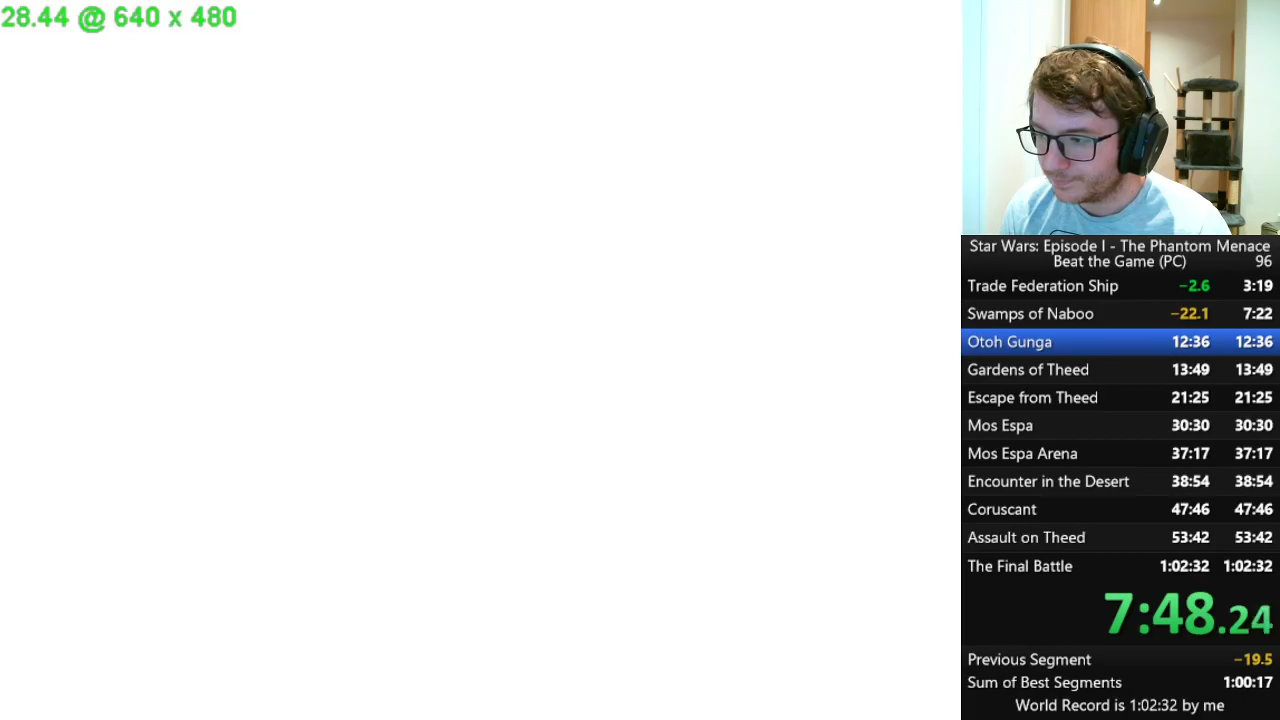 28.44 @ 640 x 480
Star Wars: Episode I - The Phantom Menace
Beat the Game (PC) 96
Trade Federation Ship −2.6 3:19
Swamps of Naboo −22.1 7:22
Otoh Gunga 12:36 12:36
Gardens of Theed 13:49 13:49
Escape from Theed 21:25 21:25
Mos Espa 30:30 30:30
Mos Espa Arena 37:17 37:17
Encounter in the Desert 38:54 38:54
Coruscant 47:46 47:46
Assault on Theed 53:42 53:42
The Final Battle 1:02:32 1:02:32
7:48.24
Previous Segment −19.5
Sum of Best Segments 1:00:17
World Record is 1:02:32 by me